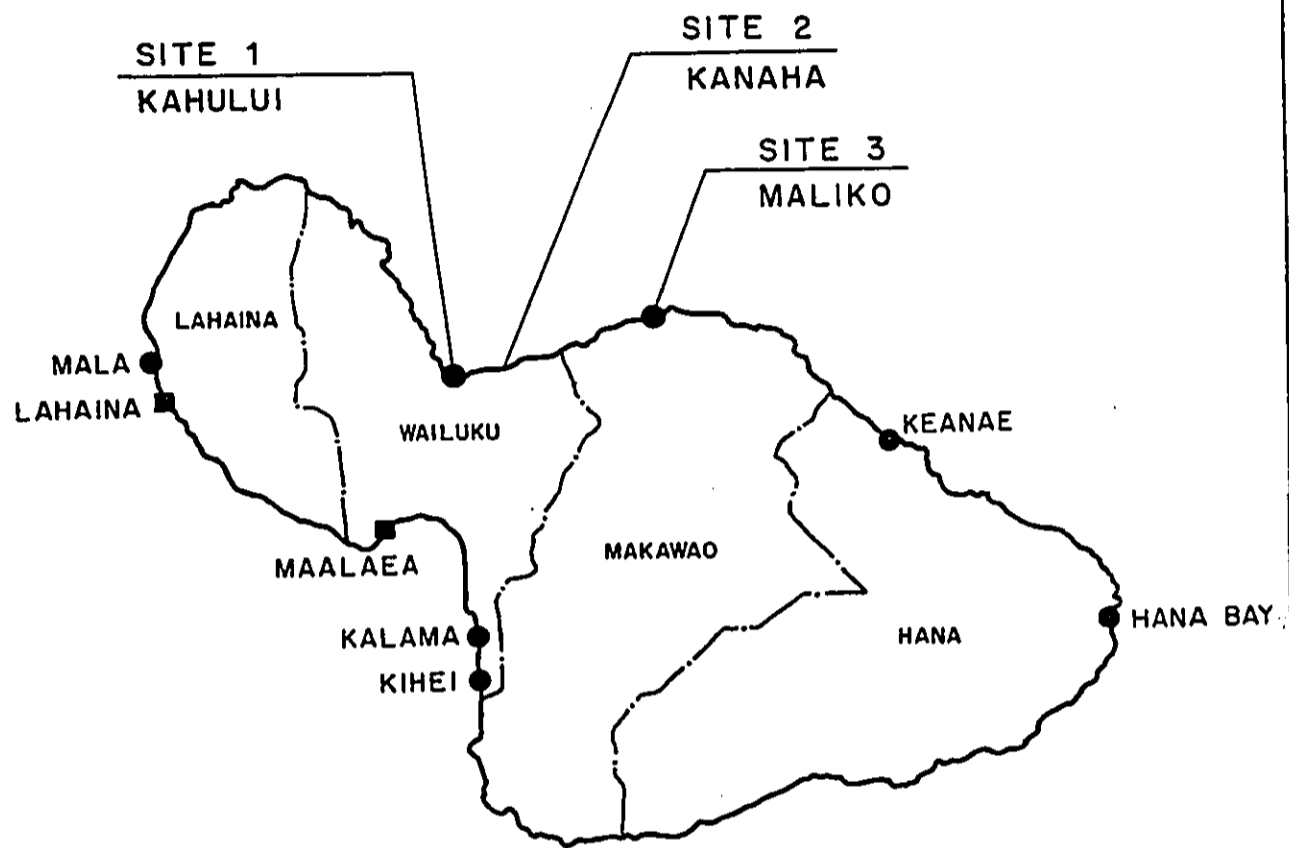 SITE 1
KAHULUI
SITE 2
KANAHA
SITE 3
MALIKO
LAHAINA
MALA
LAHAINA
WAILUKU
KEANAE
MAALAEA
MAKAWAO
KALAMA
KIHEI
HANA
HANA BAY